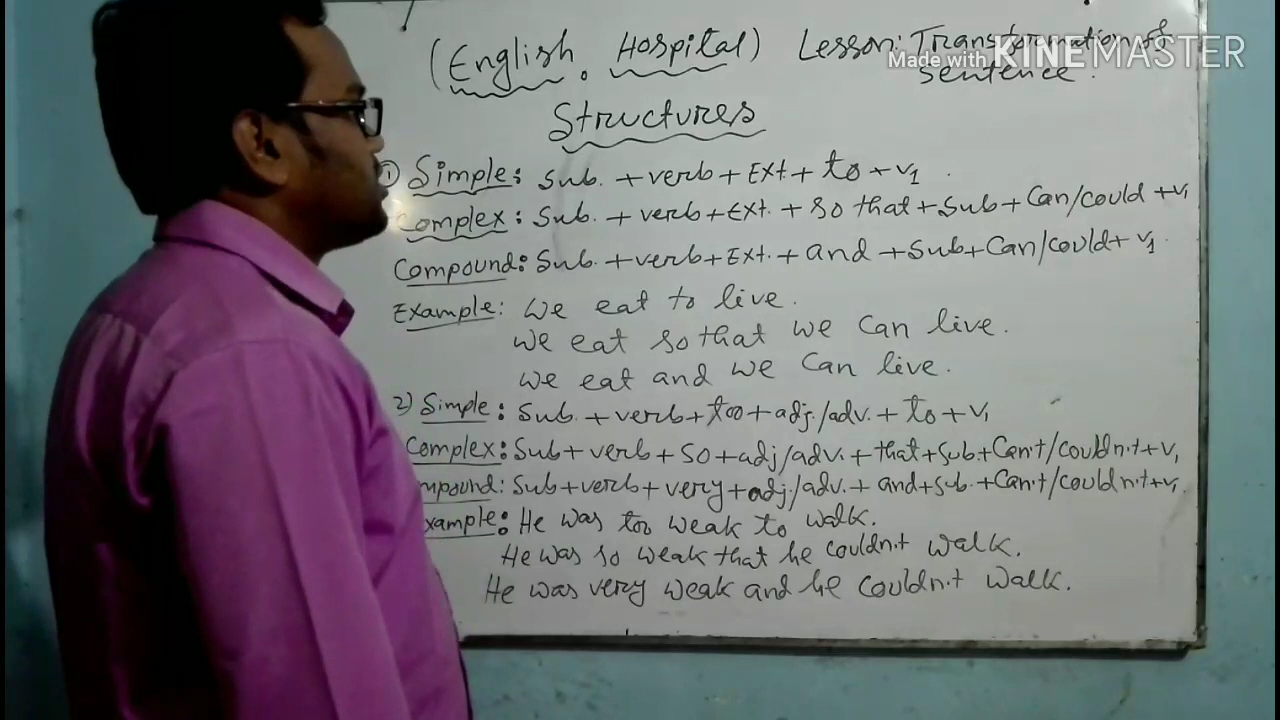 (English Hospital) Lesson: Transformation of
sentence.
Made with KINEMASTER
Structures
1) Simple: Sub. + verb + Ext. + to + V1.
Complex: Sub. + verb + Ext. + so that + Sub + Can/could + V1
Compound: Sub. + verb + Ext. + and + Sub + Can/could + V1.
Example: We eat to live.
We eat so that we can live.
We eat and we can live.
2) Simple: Sub. + verb + too + adj./adv. + to + V1
Complex: Sub + verb + so + adj/adv. + that + sub + Can't/couldn't + V1
mpound: Sub + verb + very + adj./adv. + and + sub. + Can't/couldn't + V1
xample: He was too weak to walk.
He was so weak that he couldn't walk.
He was very weak and he couldn't walk.